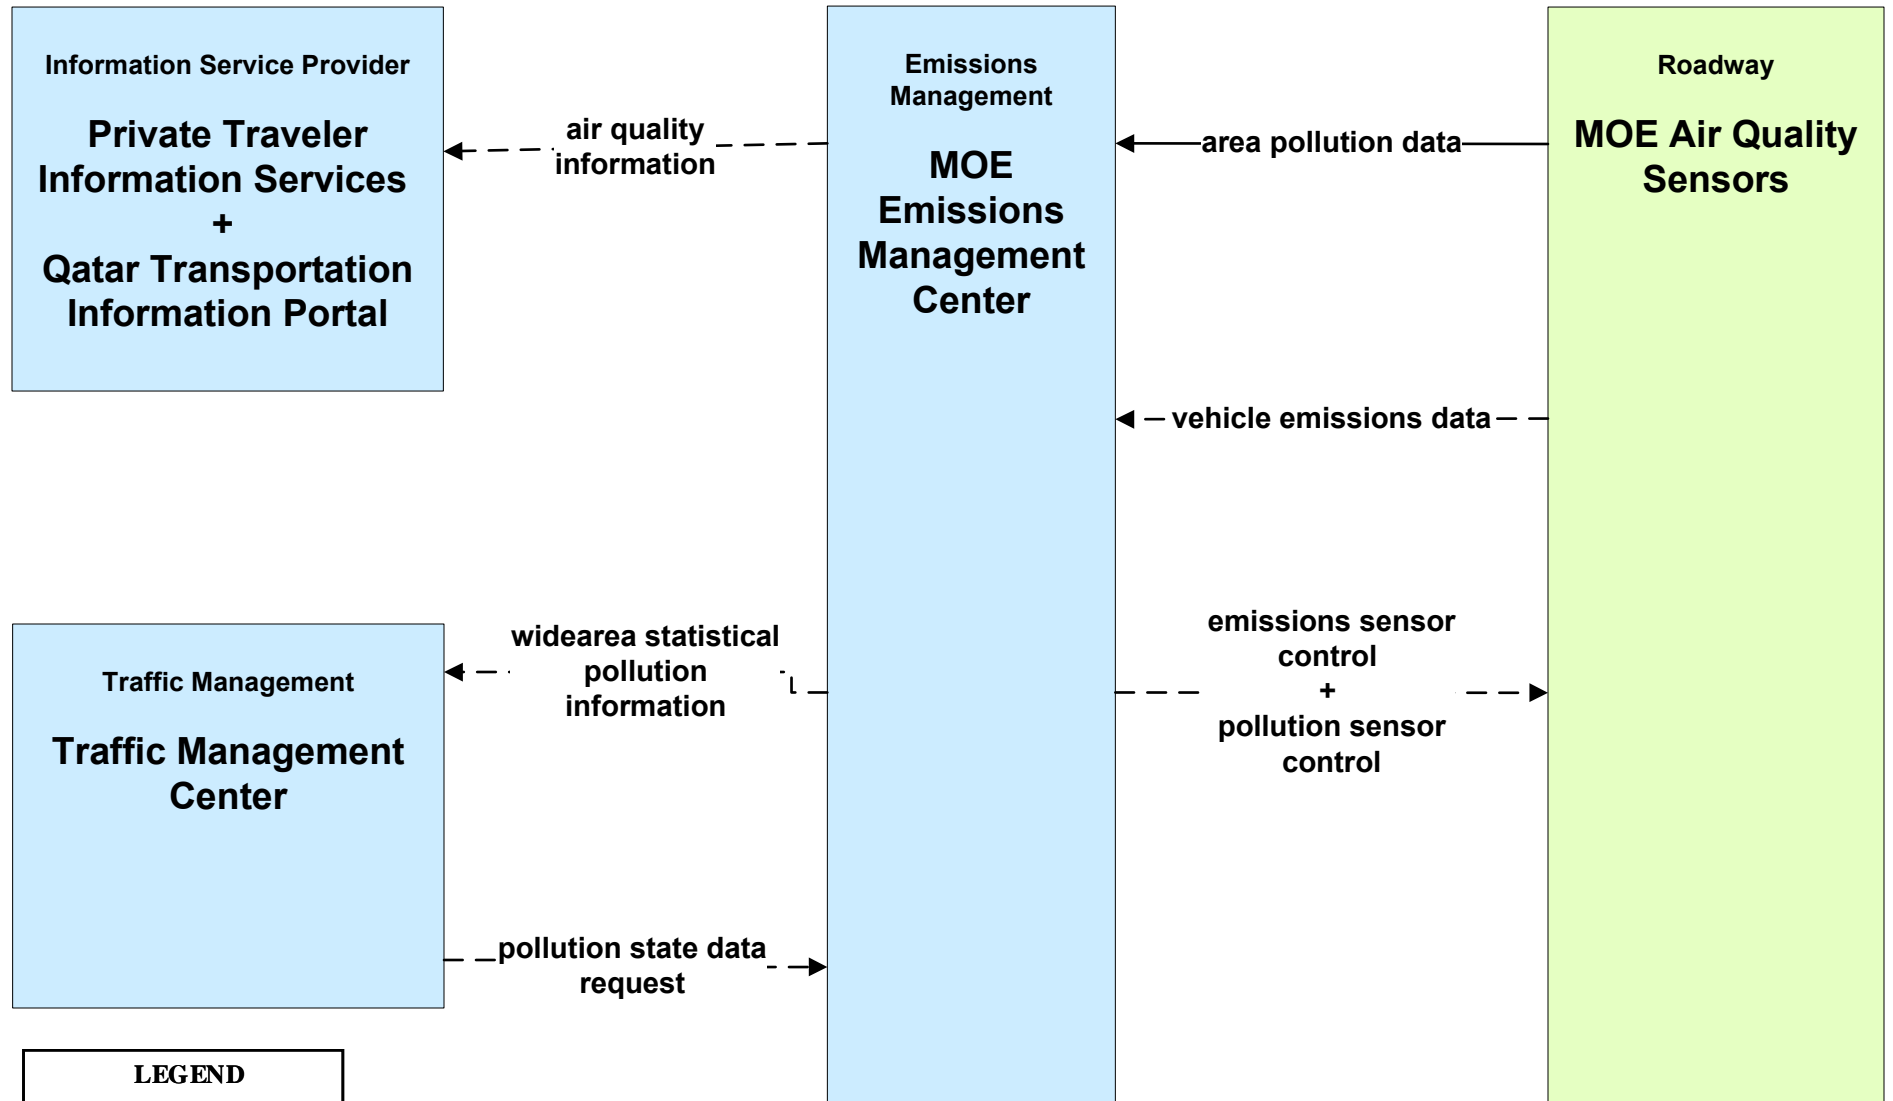 Information Service Provider
Private Traveler
Information Services
+
Qatar Transportation
Information Portal
air quality
information
Emissions
Management
MOE
Emissions
Management
Center
area pollution data
Roadway
MOE Air Quality
Sensors
vehicle emissions data
Traffic Management
Traffic Management
Center
widearea statistical
pollution
information
emissions sensor
control
+
pollution sensor
control
pollution state data
request
LEGEND